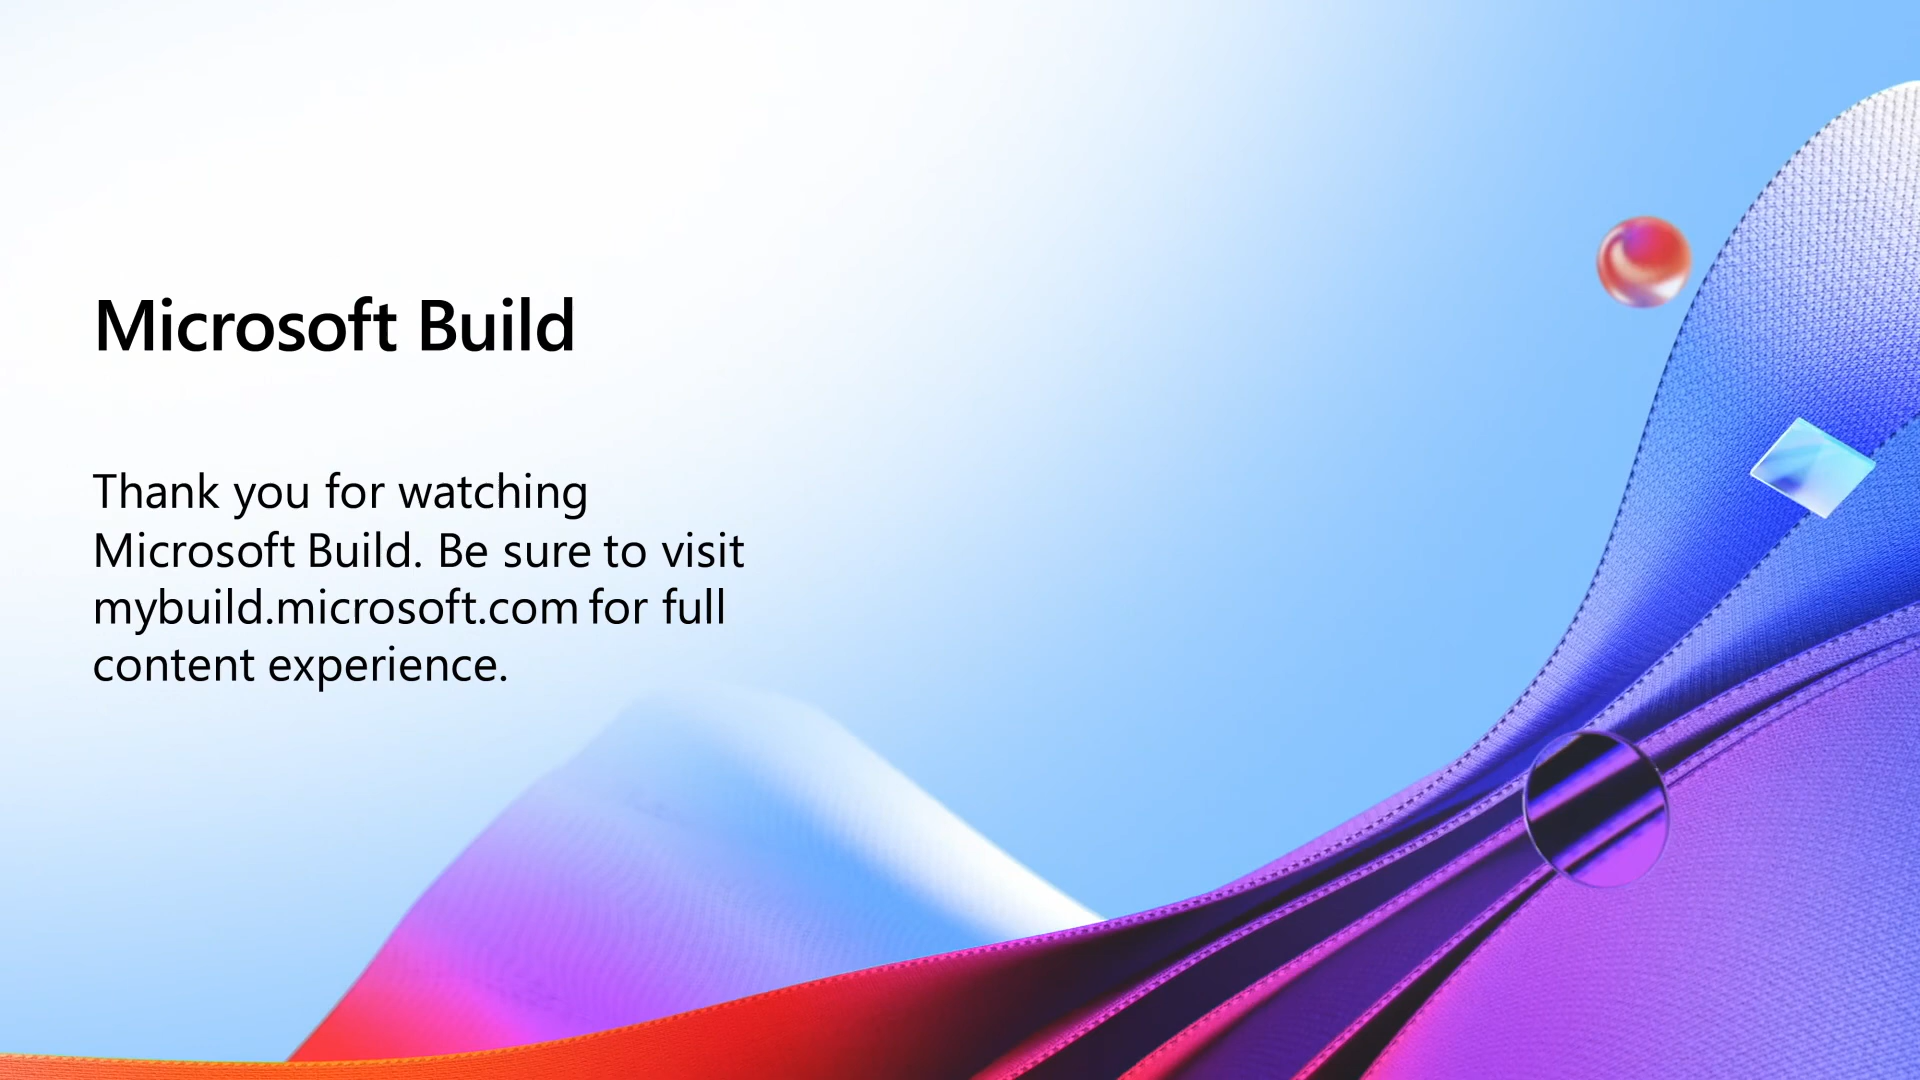 Microsoft Build
Thank you for watching
Microsoft Build. Be sure to visit
mybuild.microsoft.com for full
content experience.